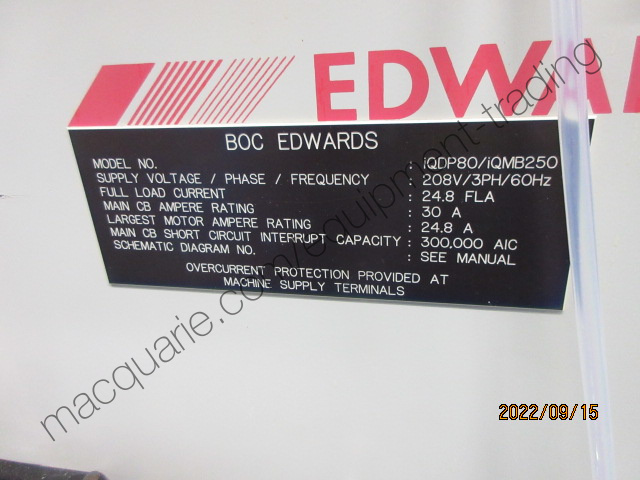 EDWA
BOC EDWARDS
MODEL NO. : iQDP80/iQMB250
SUPPLY VOLTAGE / PHASE / FREQUENCY : 208V/3PH/60Hz
FULL LOAD CURRENT : 24.8 FLA
MAIN CB AMPERE RATING : 30 A
LARGEST MOTOR AMPERE RATING : 24.8 A
MAIN CB SHORT CIRCUIT INTERRUPT CAPACITY : 300,000 AIC
SCHEMATIC DIAGRAM NO. : SEE MANUAL
OVERCURRENT PROTECTION PROVIDED AT
MACHINE SUPPLY TERMINALS
macquarie.com/equipment-trading
2022/09/15